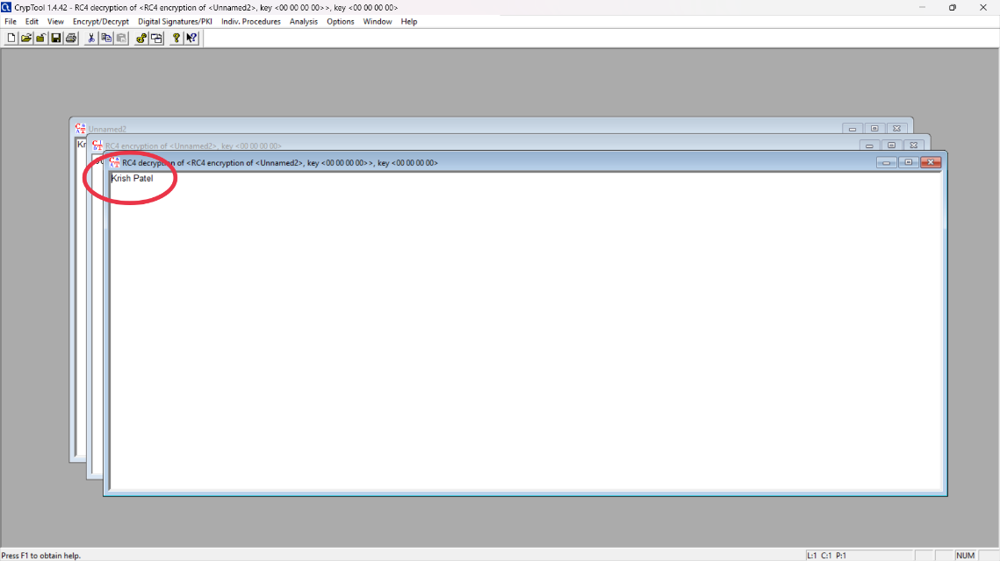 CrypTool 1.4.42 - RC4 decryption of <RC4 encryption of <Unnamed2>, key <00 00 00 00>>, key <00 00 00 00>
File Edit View Encrypt/Decrypt Digital Signatures/PKI Indiv. Procedures Analysis Options Window Help
Unnamed2
Kr
RC4 encryption of <Unnamed2>, key <00 00 00 00>
RC4 decryption of <RC4 encryption of <Unnamed2>, key <00 00 00 00>>, key <00 00 00 00>
Krish Patel
Press F1 to obtain help.
L:1 C:1 P:1
NUM